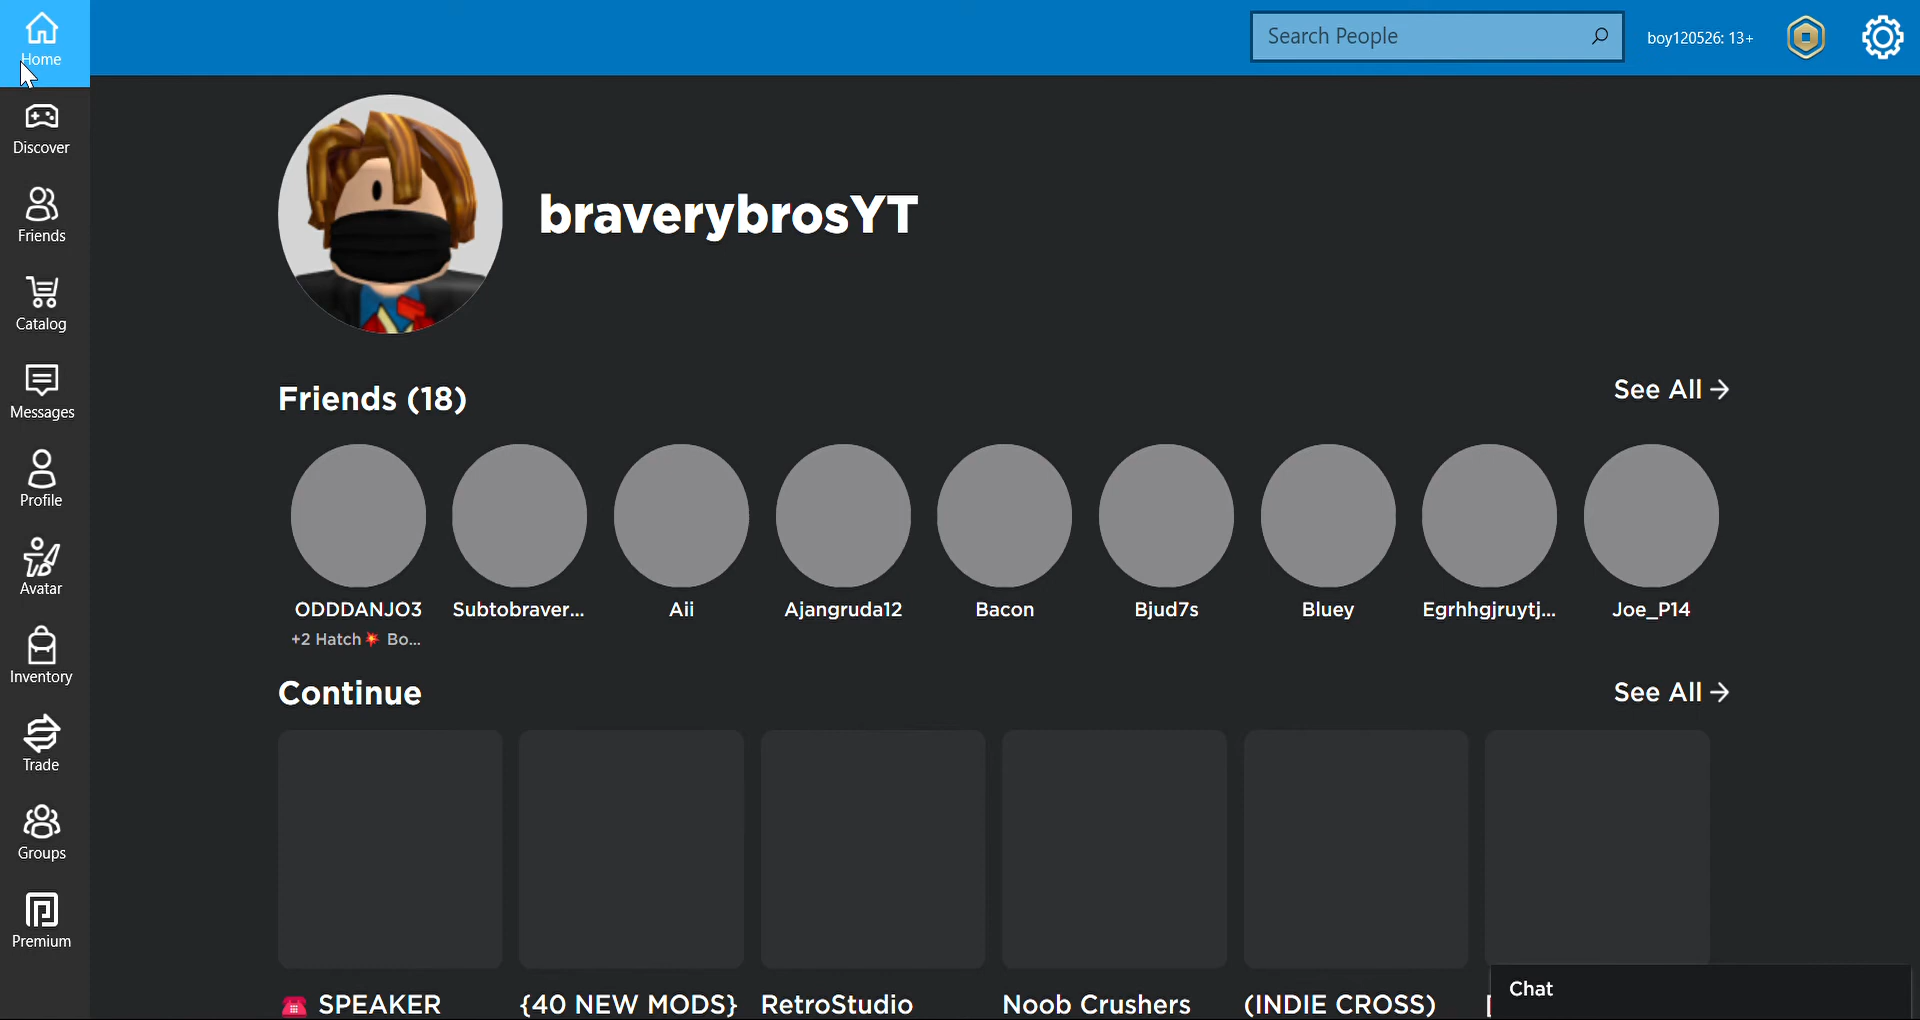 Home
Search People
boy120526: 13+
Discover
Friends
Catalog
Messages
Profile
Avatar
Inventory
Trade
Groups
Premium
braverybrosYT
Friends (18)
See All
ODDDANJO3
Subtobraver...
Aii
Ajangruda12
Bacon
Bjud7s
Bluey
Egrhhgjruytj...
Joe_P14
+2 Hatch💥 Bo...
Continue
See All
☎️ SPEAKER
{40 NEW MODS}
RetroStudio
Noob Crushers
(INDIE CROSS)
[
Chat